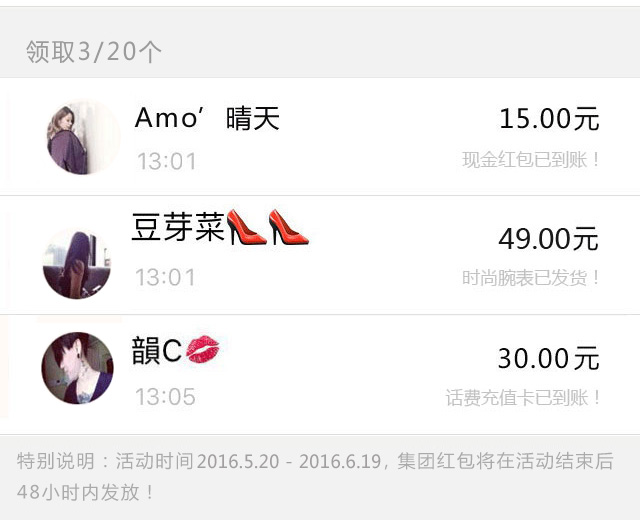 领取3/20个
Amo’ 晴天 15.00元
13:01 现金红包已到账！
豆芽菜👠👠 49.00元
13:01 时尚腕表已发货！
韻C💋 30.00元
13:05 话费充值卡已到账！
特别说明：活动时间2016.5.20 - 2016.6.19, 集团红包将在活动结束后
48小时内发放！